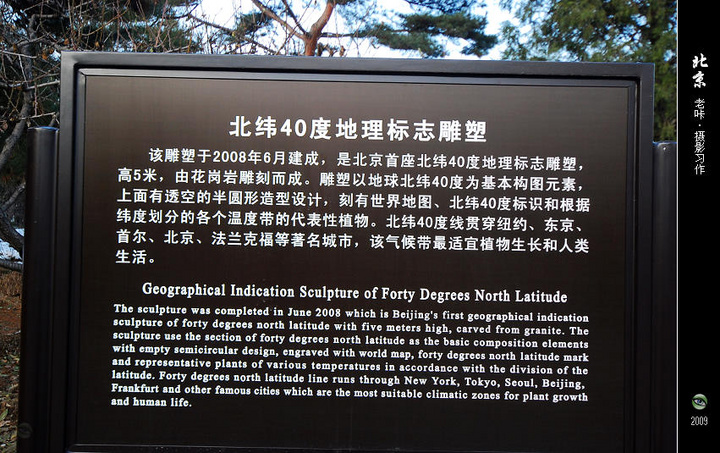 北纬40度地理标志雕塑
该雕塑于2008年6月建成，是北京首座北纬40度地理标志雕塑，
高5米，由花岗岩雕刻而成。雕塑以地球北纬40度为基本构图元素，
上面有透空的半圆形造型设计，刻有世界地图、北纬40度标识和根据
纬度划分的各个温度带的代表性植物。北纬40度线贯穿纽约、东京、
首尔、北京、法兰克福等著名城市，该气候带最适宜植物生长和人类
生活。
Geographical Indication Sculpture of Forty Degrees North Latitude
The sculpture was completed in June 2008 which is Beijing's first geographical indication
sculpture of forty degrees north latitude with five meters high, carved from granite. The
sculpture use the section of forty degrees north latitude as the basic composition elements
with empty semicircular design, engraved with world map, forty degrees north latitude mark
and representative plants of various temperatures in accordance with the division of the
latitude. Forty degrees north latitude line runs through New York, Tokyo, Seoul, Beijing,
Frankfurt and other famous cities which are the most suitable climatic zones for plant growth
and human life.
北京 老咔·摄影习作
2009